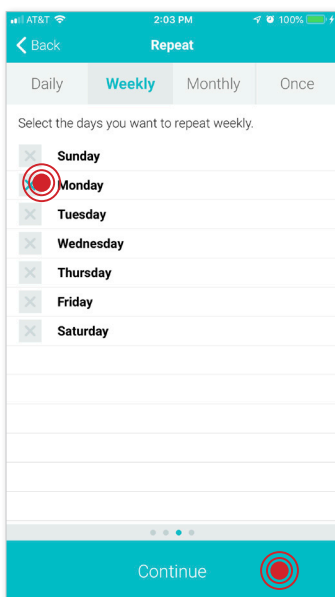 AT&T 2:03 PM 100%
Back Repeat
Daily Weekly Monthly Once
Select the days you want to repeat weekly.
Sunday
Monday
Tuesday
Wednesday
Thursday
Friday
Saturday
Continue